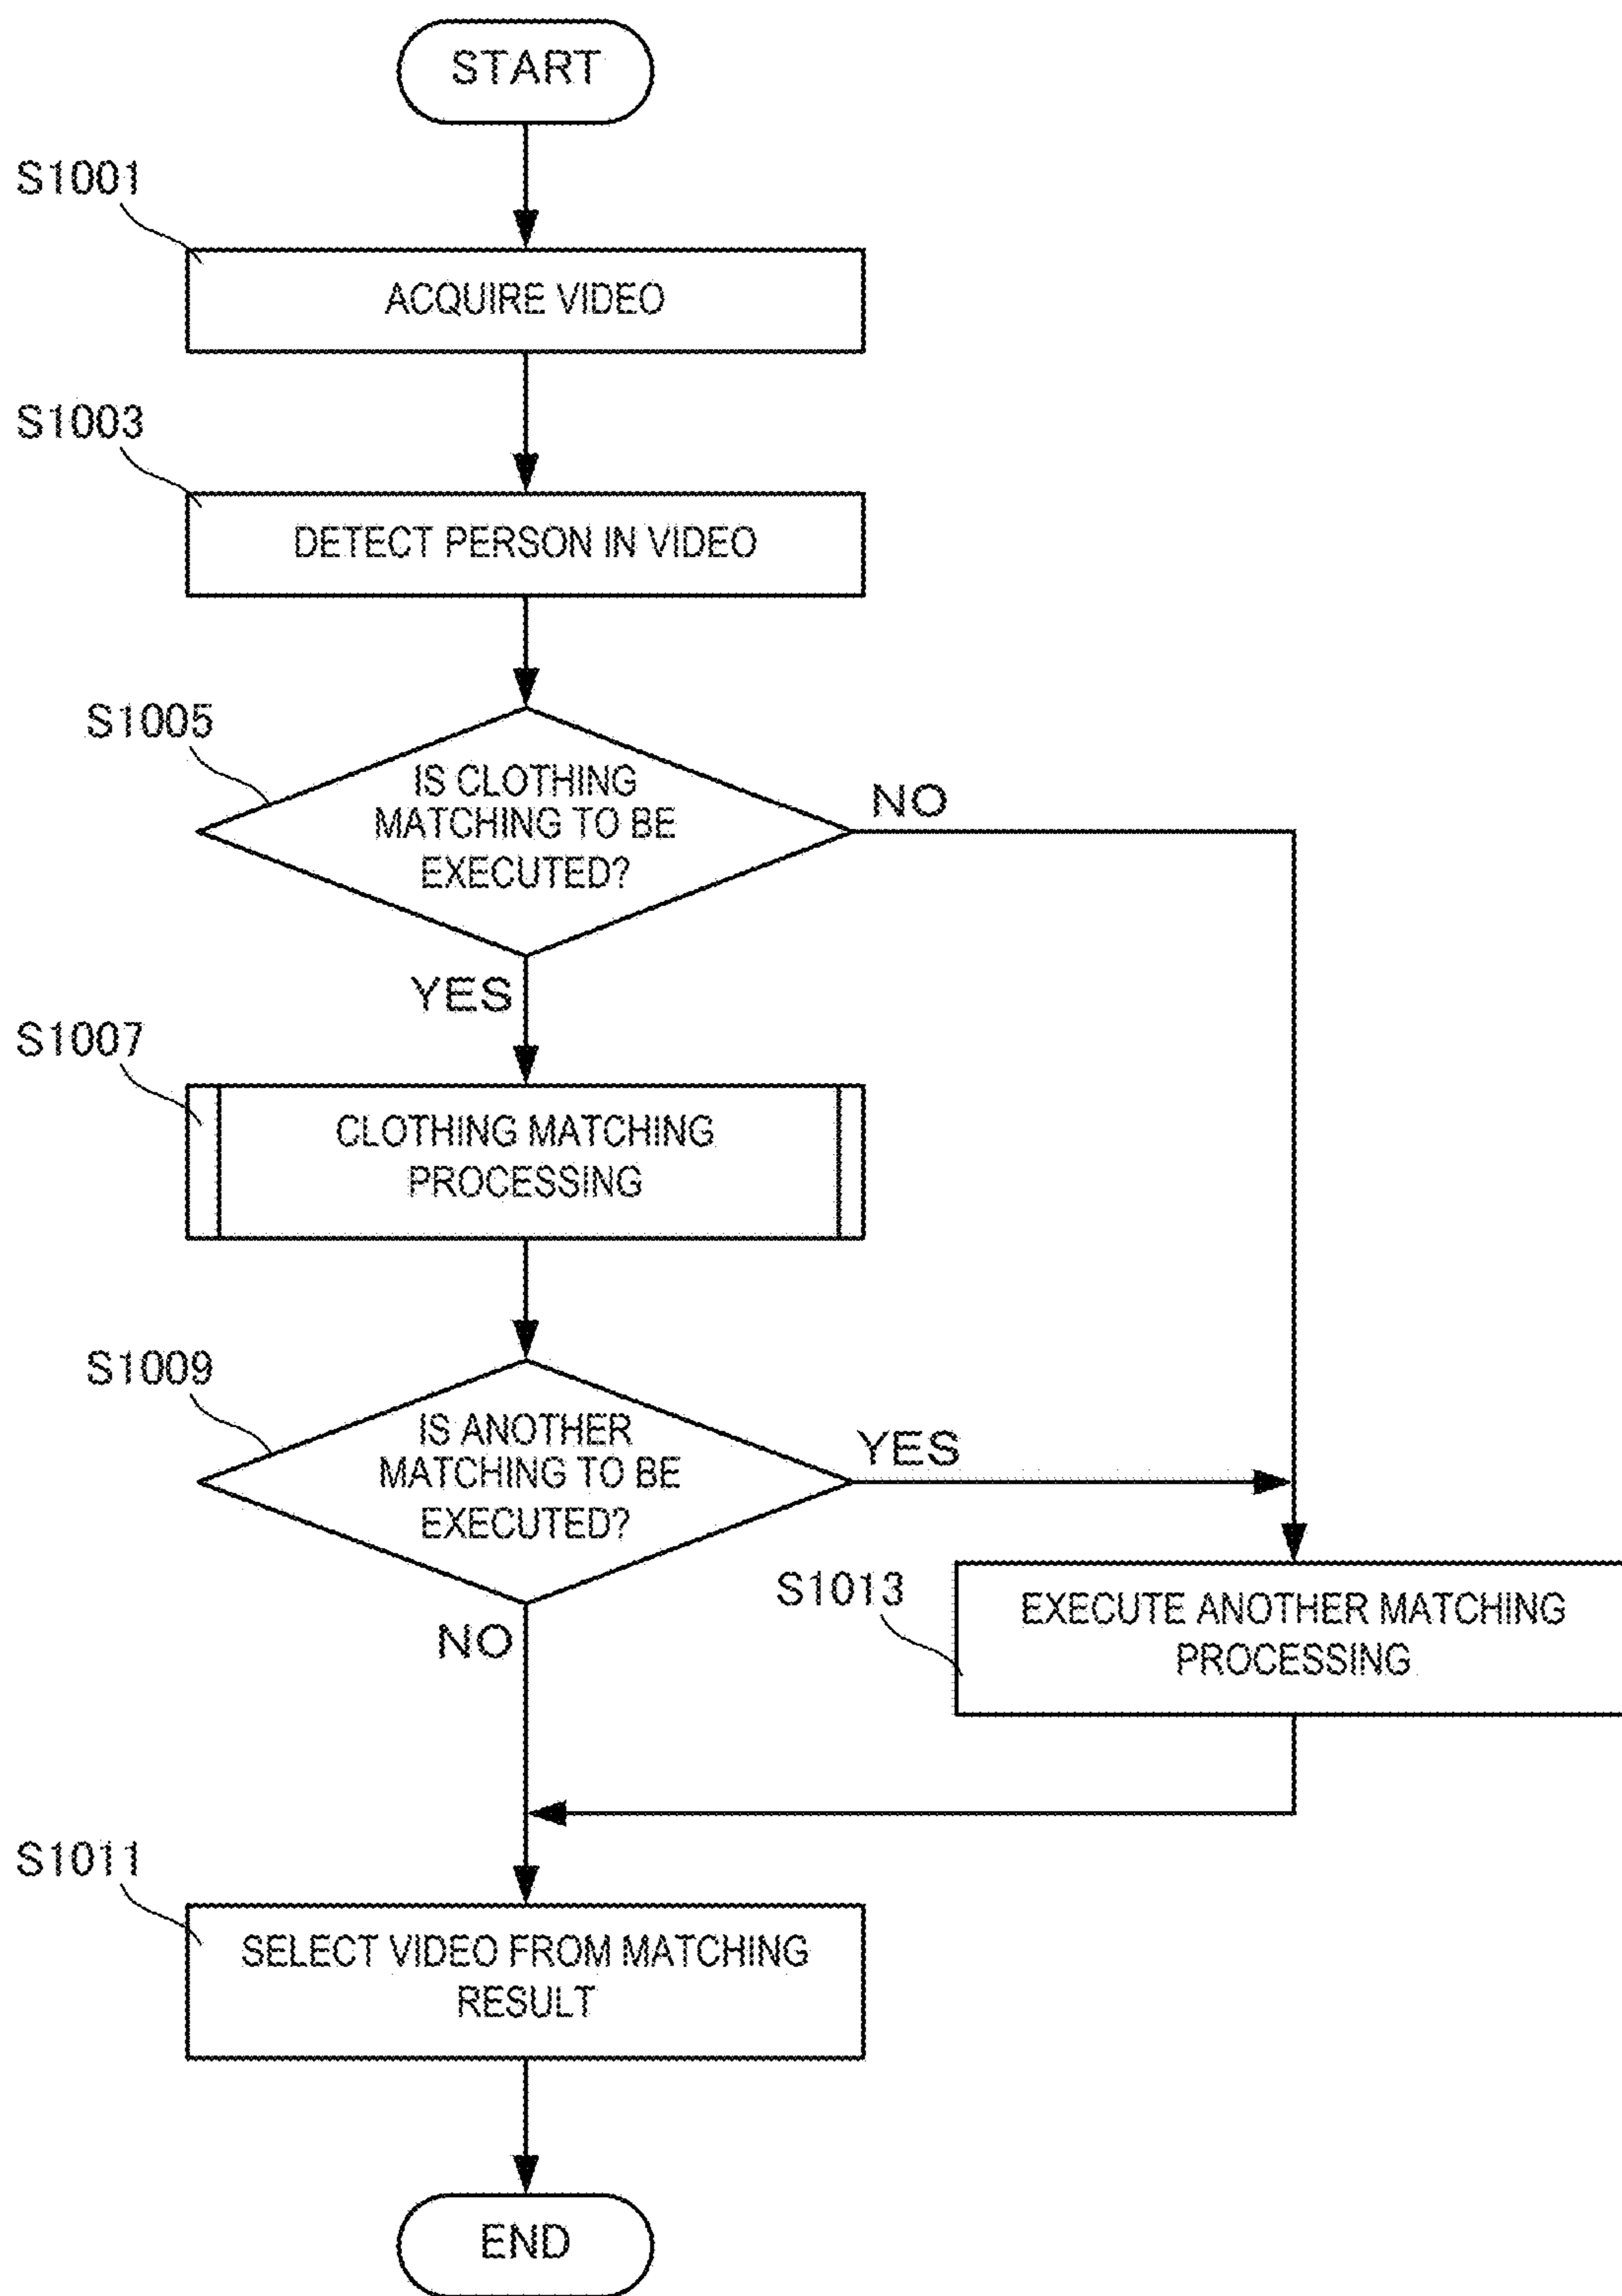 START
S1001
ACQUIRE VIDEO
S1003
DETECT PERSON IN VIDEO
S1005
IS CLOTHING
MATCHING TO BE
EXECUTED?
NO
YES
S1007
CLOTHING MATCHING
PROCESSING
S1009
IS ANOTHER
MATCHING TO BE
EXECUTED?
YES
NO
S1013
EXECUTE ANOTHER MATCHING
PROCESSING
S1011
SELECT VIDEO FROM MATCHING
RESULT
END